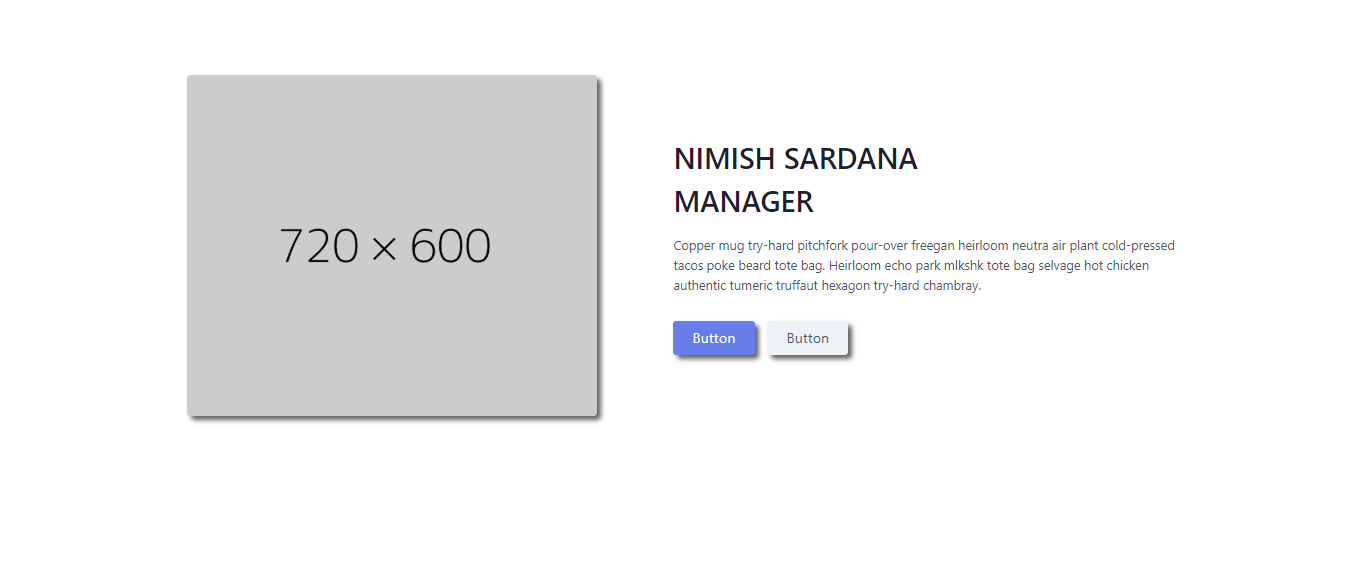 720 × 600
NIMISH SARDANA
MANAGER
Copper mug try-hard pitchfork pour-over freegan heirloom neutra air plant cold-pressed
tacos poke beard tote bag. Heirloom echo park mlkshk tote bag selvage hot chicken
authentic tumeric truffaut hexagon try-hard chambray.
Button
Button